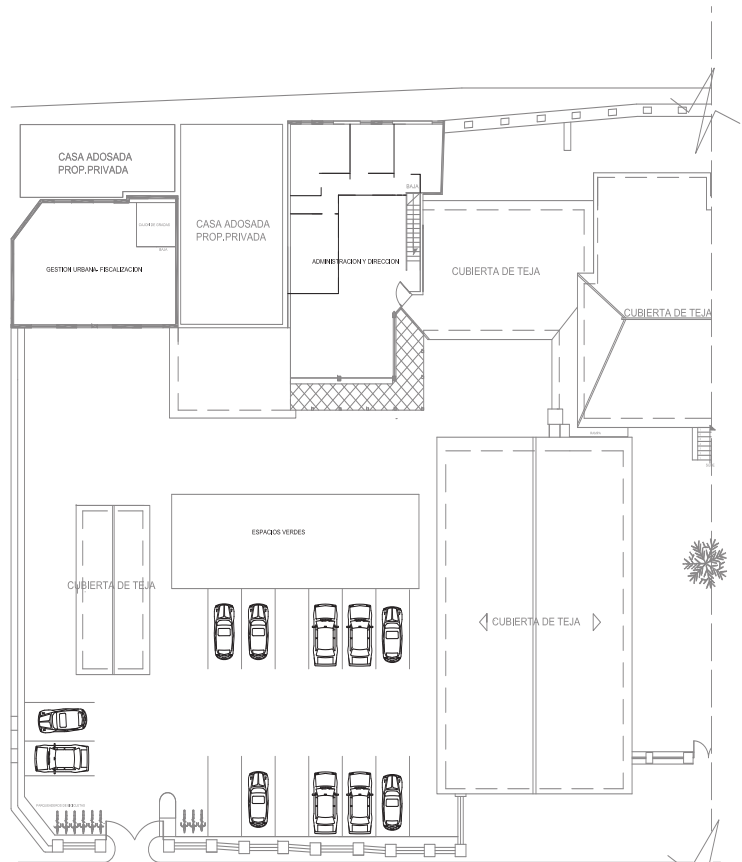 CASA ADOSADA
PROP.PRIVADA
CASA ADOSADA
PROP.PRIVADA
BAJA
BAJA
GESTION URBANA- FISCALIZACION
ADMINISTRACION Y DIRECCION
CUBIERTA DE TEJA
CUBIERTA DE TEJA
ESPACIOS VERDES
CUBIERTA DE TEJA
CUBIERTA DE TEJA